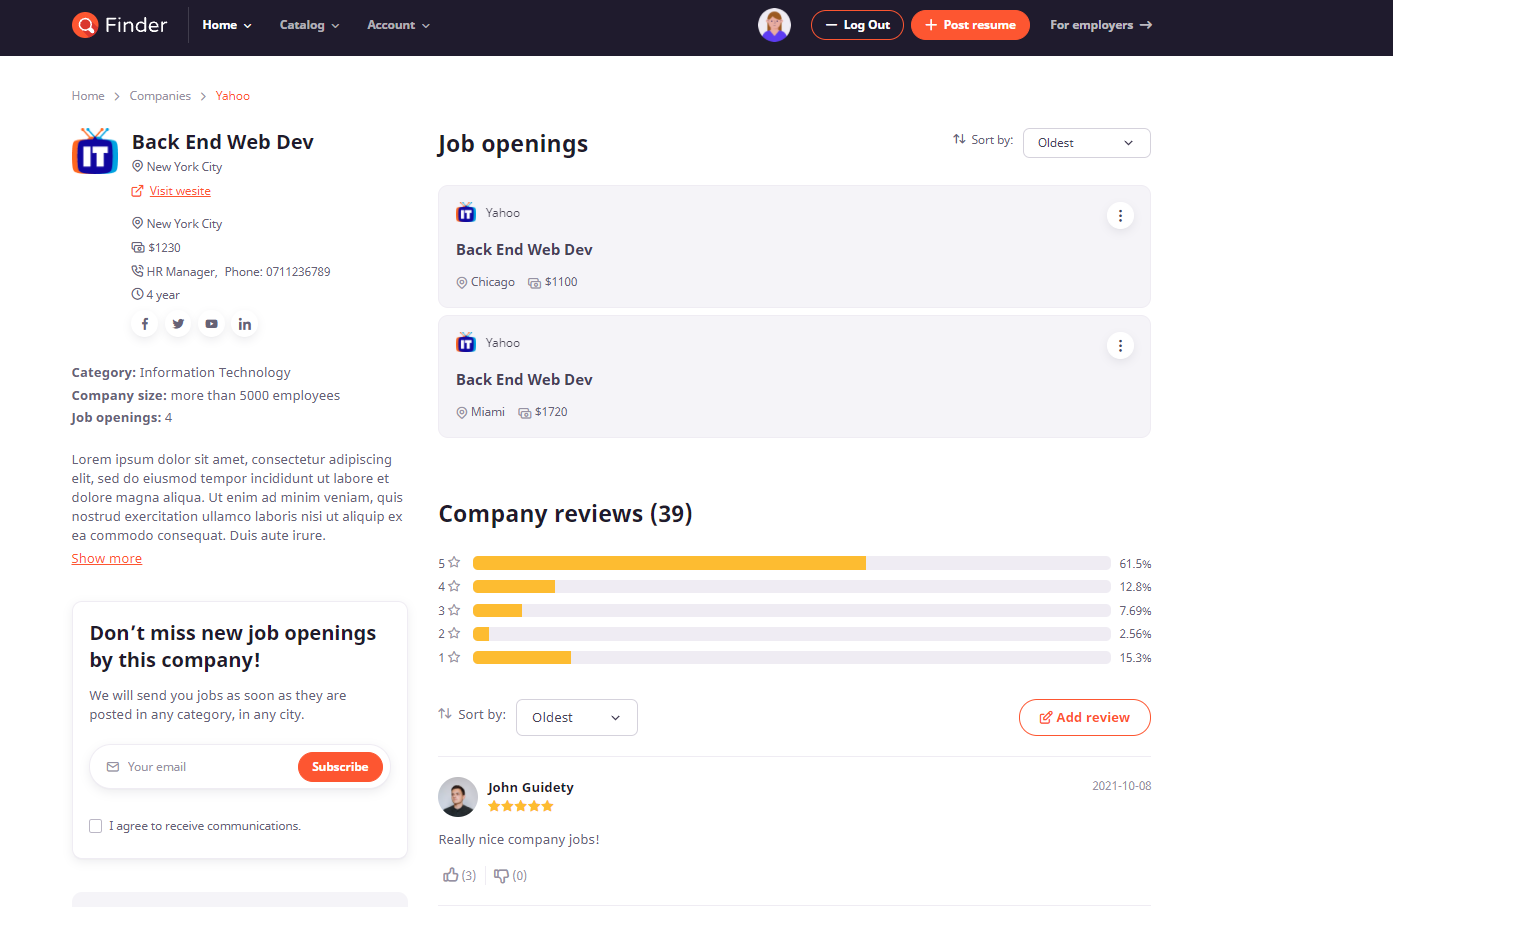 Finder
Home
Catalog
Account
Log Out
Post resume
For employers
Home > Companies > Yahoo
IT
Back End Web Dev
New York City
Visit wesite
New York City
$1230
HR Manager, Phone: 0711236789
4 year
Category: Information Technology
Company size: more than 5000 employees
Job openings: 4
Lorem ipsum dolor sit amet, consectetur adipiscing
elit, sed do eiusmod tempor incididunt ut labore et
dolore magna aliqua. Ut enim ad minim veniam, quis
nostrud exercitation ullamco laboris nisi ut aliquip ex
ea commodo consequat. Duis aute irure.
Show more
Don’t miss new job openings
by this company!
We will send you jobs as soon as they are
posted in any category, in any city.
Your email
Subscribe
I agree to receive communications.
Job openings
Sort by:
Oldest
IT
Yahoo
Back End Web Dev
Chicago $1100
IT
Yahoo
Back End Web Dev
Miami $1720
Company reviews (39)
5 61.5%
4 12.8%
3 7.69%
2 2.56%
1 15.3%
Sort by:
Oldest
Add review
John Guidety
2021-10-08
Really nice company jobs!
(3) (0)